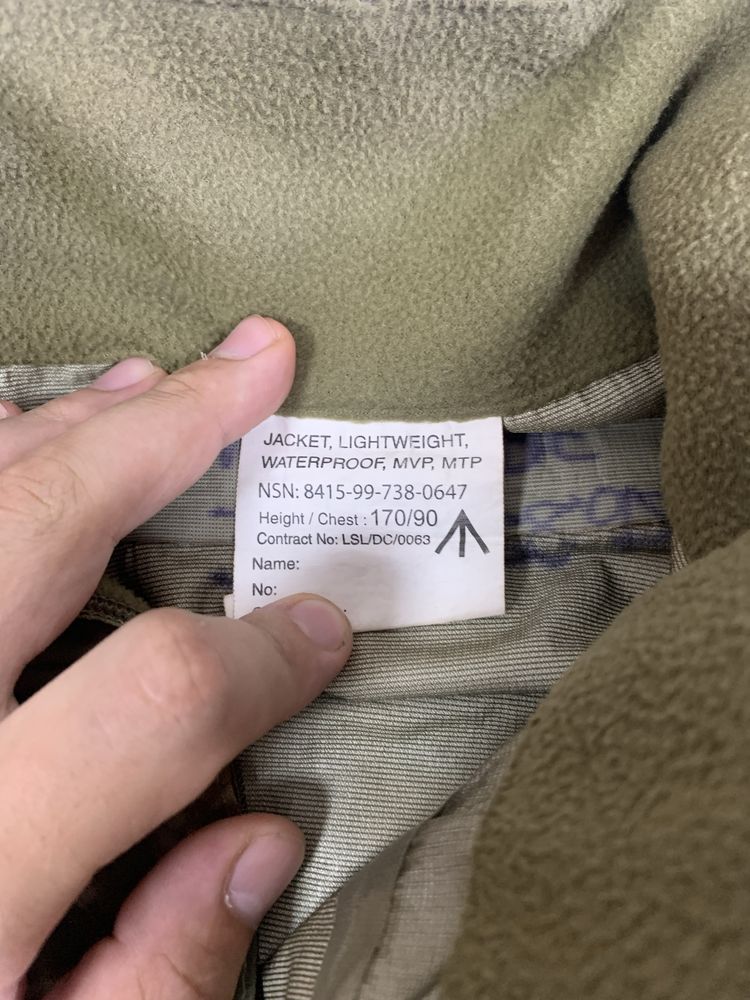 JACKET, LIGHTWEIGHT,
WATERPROOF, MVP, MTP
NSN: 8415-99-738-0647
Height / Chest : 170/90
Contract No: LSL/DC/0063
Name:
No: